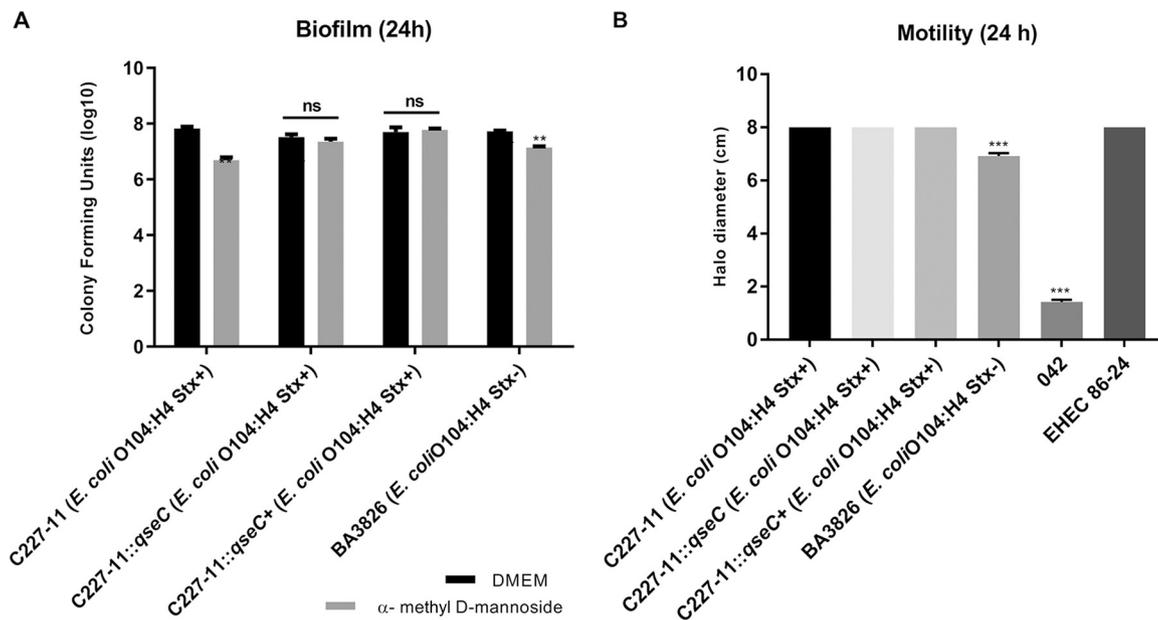 A
Biofilm (24h)
Colony Forming Units (log10)
10
8
6
4
2
0
**
ns
ns
**
C227-11 (E. coli O104:H4 Stx+)
C227-11::qseC (E. coli O104:H4 Stx+)
C227-11::qseC+ (E. coli O104:H4 Stx+)
BA3826 (E. coliO104:H4 Stx-)
DMEM
α- methyl D-mannoside
B
Motility (24 h)
Halo diameter (cm)
10
8
6
4
2
0
***
***
C227-11 (E. coli O104:H4 Stx+)
C227-11::qseC (E. coli O104:H4 Stx+)
C227-11::qseC+ (E. coli O104:H4 Stx+)
BA3826 (E. coliO104:H4 Stx-)
042
EHEC 86-24